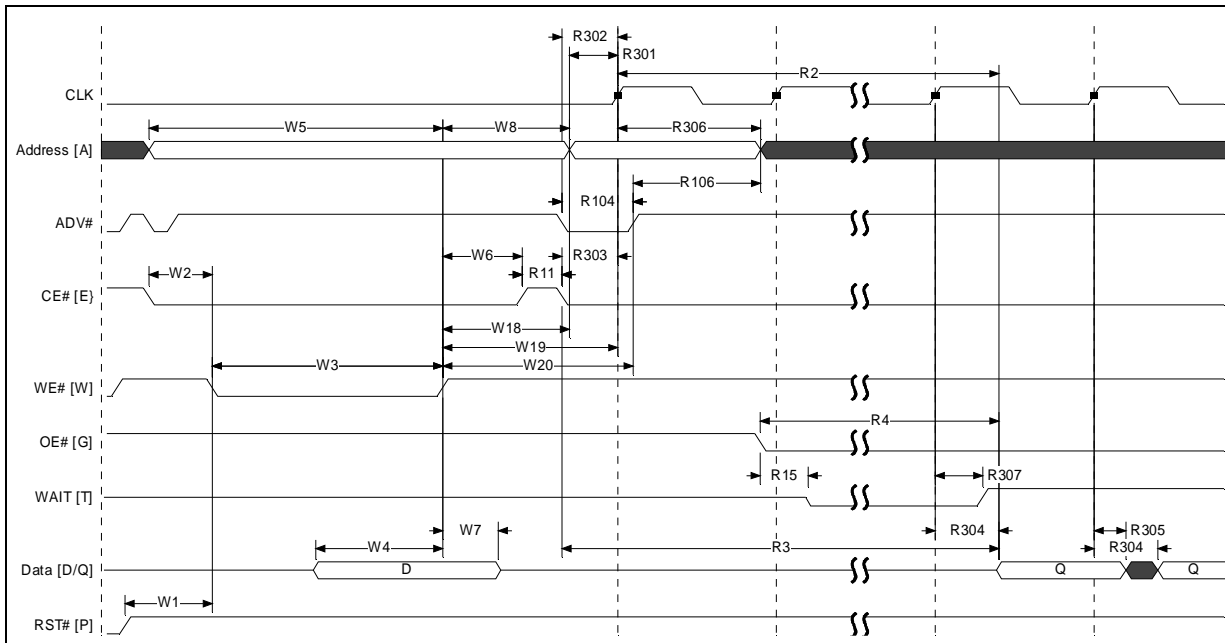 R302
R301
R2
CLK
W5
W8
R306
Address [A]
R106
R104
ADV#
W6
R303
W2
R11
CE# [E}
W18
W19
W3
W20
WE# [W]
R4
OE# [G]
R15
R307
WAIT [T]
W7
R304
R305
W4
R3
R304
Data [D/Q]
D
Q
Q
W1
RST# [P]